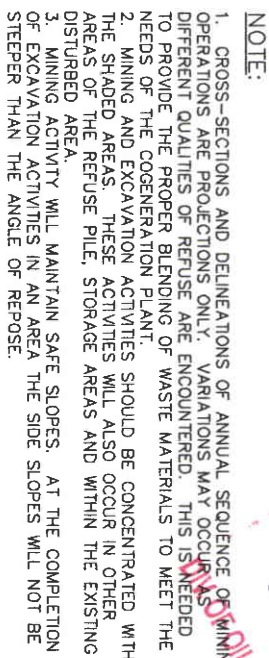 NOTE:
1. CROSS-SECTIONS AND DELINEATIONS OF ANNUAL SEQUENCE OF MININ
OPERATIONS ARE PROJECTIONS ONLY. VARIATIONS MAY OCCUR AS
DIFFERENT QUALITIES OF REFUSE ARE ENCOUNTERED. THIS IS NEEDED
TO PROVIDE THE PROPER BLENDING OF WASTE MATERIALS TO MEET THE
NEEDS OF THE COGENERATION PLANT.
2. MINING AND EXCAVATION ACTIVITIES SHOULD BE CONCENTRATED WITH
THE SHADED AREAS. THESE ACTIVITIES WILL ALSO OCCUR IN OTHER
AREAS OF THE REFUSE PILE, STORAGE AREAS AND WITHIN THE EXISTING
DISTURBED AREA.
3. MINING ACTIVITY WILL MAINTAIN SAFE SLOPES. AT THE COMPLETION
OF EXCAVATION ACTIVITIES IN AN AREA THE SIDE SLOPES WILL NOT BE
STEEPER THAN THE ANGLE OF REPOSE.
DIV OF OIL